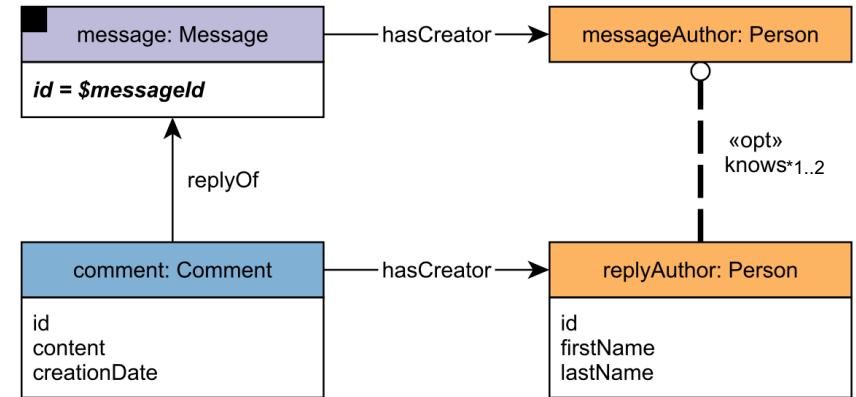 message: Message
hasCreator
messageAuthor: Person
id = $messageId
«opt»
knows*1..2
replyOf
comment: Comment
hasCreator
replyAuthor: Person
id
content
creationDate
id
firstName
lastName